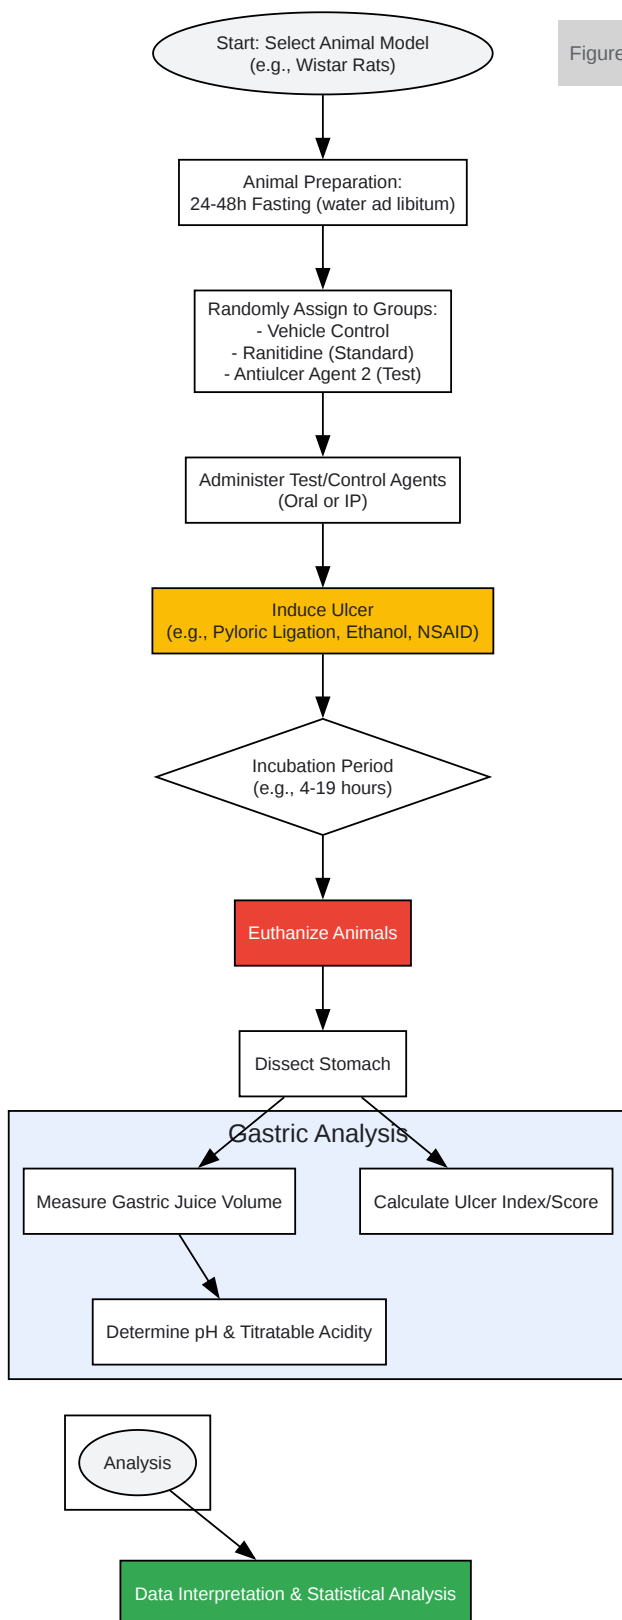 Start: Select Animal Model
(e.g., Wistar Rats)
Figure
Animal Preparation:
24-48h Fasting (water ad libitum)
Randomly Assign to Groups:
- Vehicle Control
- Ranitidine (Standard)
- Antiulcer Agent 2 (Test)
Administer Test/Control Agents
(Oral or IP)
Induce Ulcer
(e.g., Pyloric Ligation, Ethanol, NSAID)
Incubation Period
(e.g., 4-19 hours)
Euthanize Animals
Dissect Stomach
Gastric Analysis
Measure Gastric Juice Volume
Calculate Ulcer Index/Score
Determine pH & Titratable Acidity
Analysis
Data Interpretation & Statistical Analysis